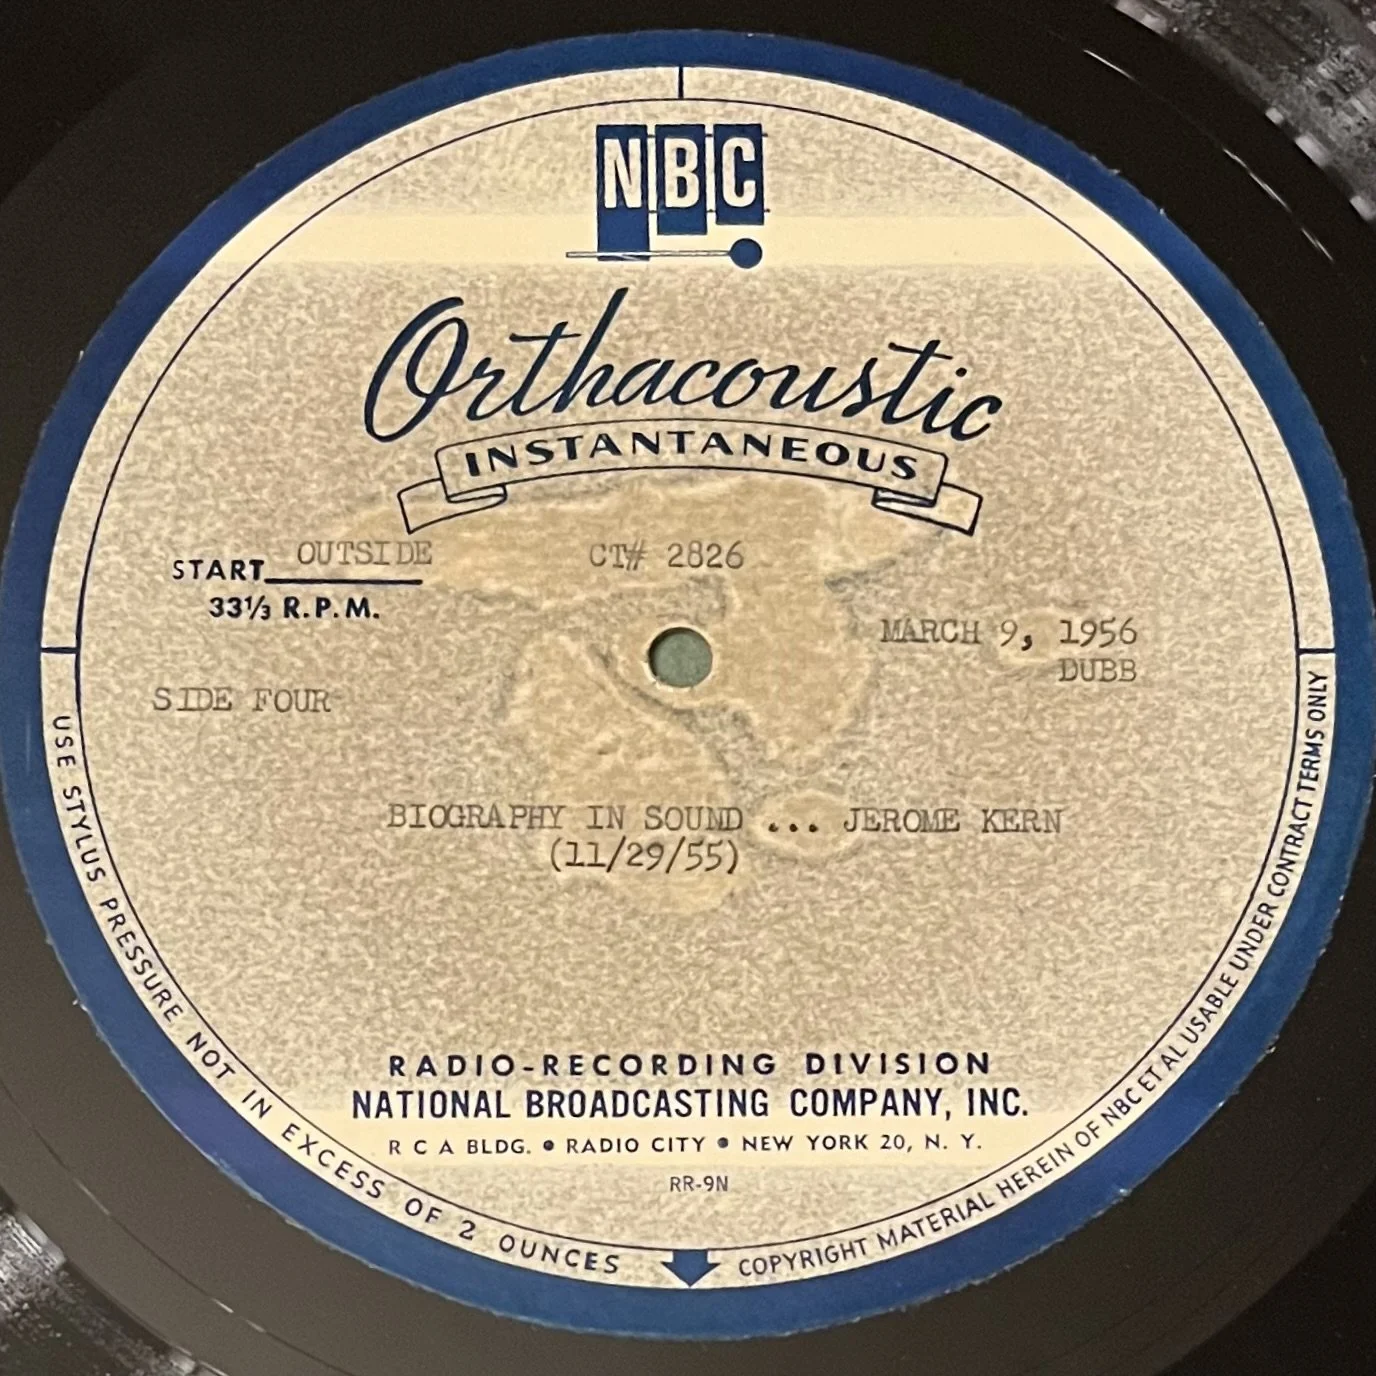 NBC
Orthacoustic
INSTANTANEOUS
START OUTSIDE
33⅓ R.P.M.
CT# 2826
MARCH 9, 1956
DUBB
SIDE FOUR
BIOGRAPHY IN SOUND ... JEROME KERN
(11/29/55)
RADIO-RECORDING DIVISION
NATIONAL BROADCASTING COMPANY, INC.
R C A BLDG. • RADIO CITY • NEW YORK 20, N. Y.
RR-9N
USE STYLUS PRESSURE NOT IN EXCESS OF 2 OUNCES
COPYRIGHT MATERIAL HEREIN OF NBC ET AL USABLE UNDER CONTRACT TERMS ONLY